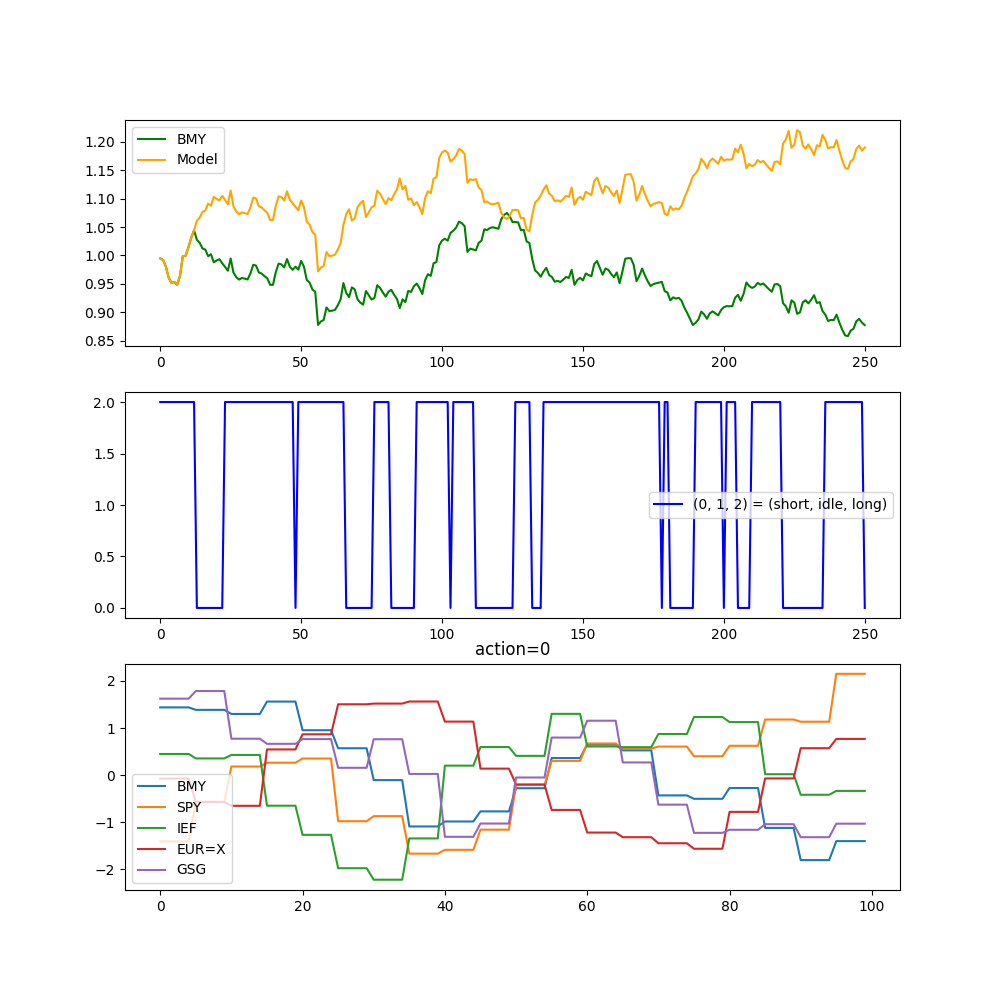 1.20
1.15
1.10
1.05
1.00
0.95
0.90
0.85
BMY
Model
0 50 100 150 200 250
2.0
1.5
1.0
0.5
0.0
(0, 1, 2) = (short, idle, long)
0 50 100 150 200 250
action=0
2
1
0
−1
−2
BMY
SPY
IEF
EUR=X
GSG
0 20 40 60 80 100